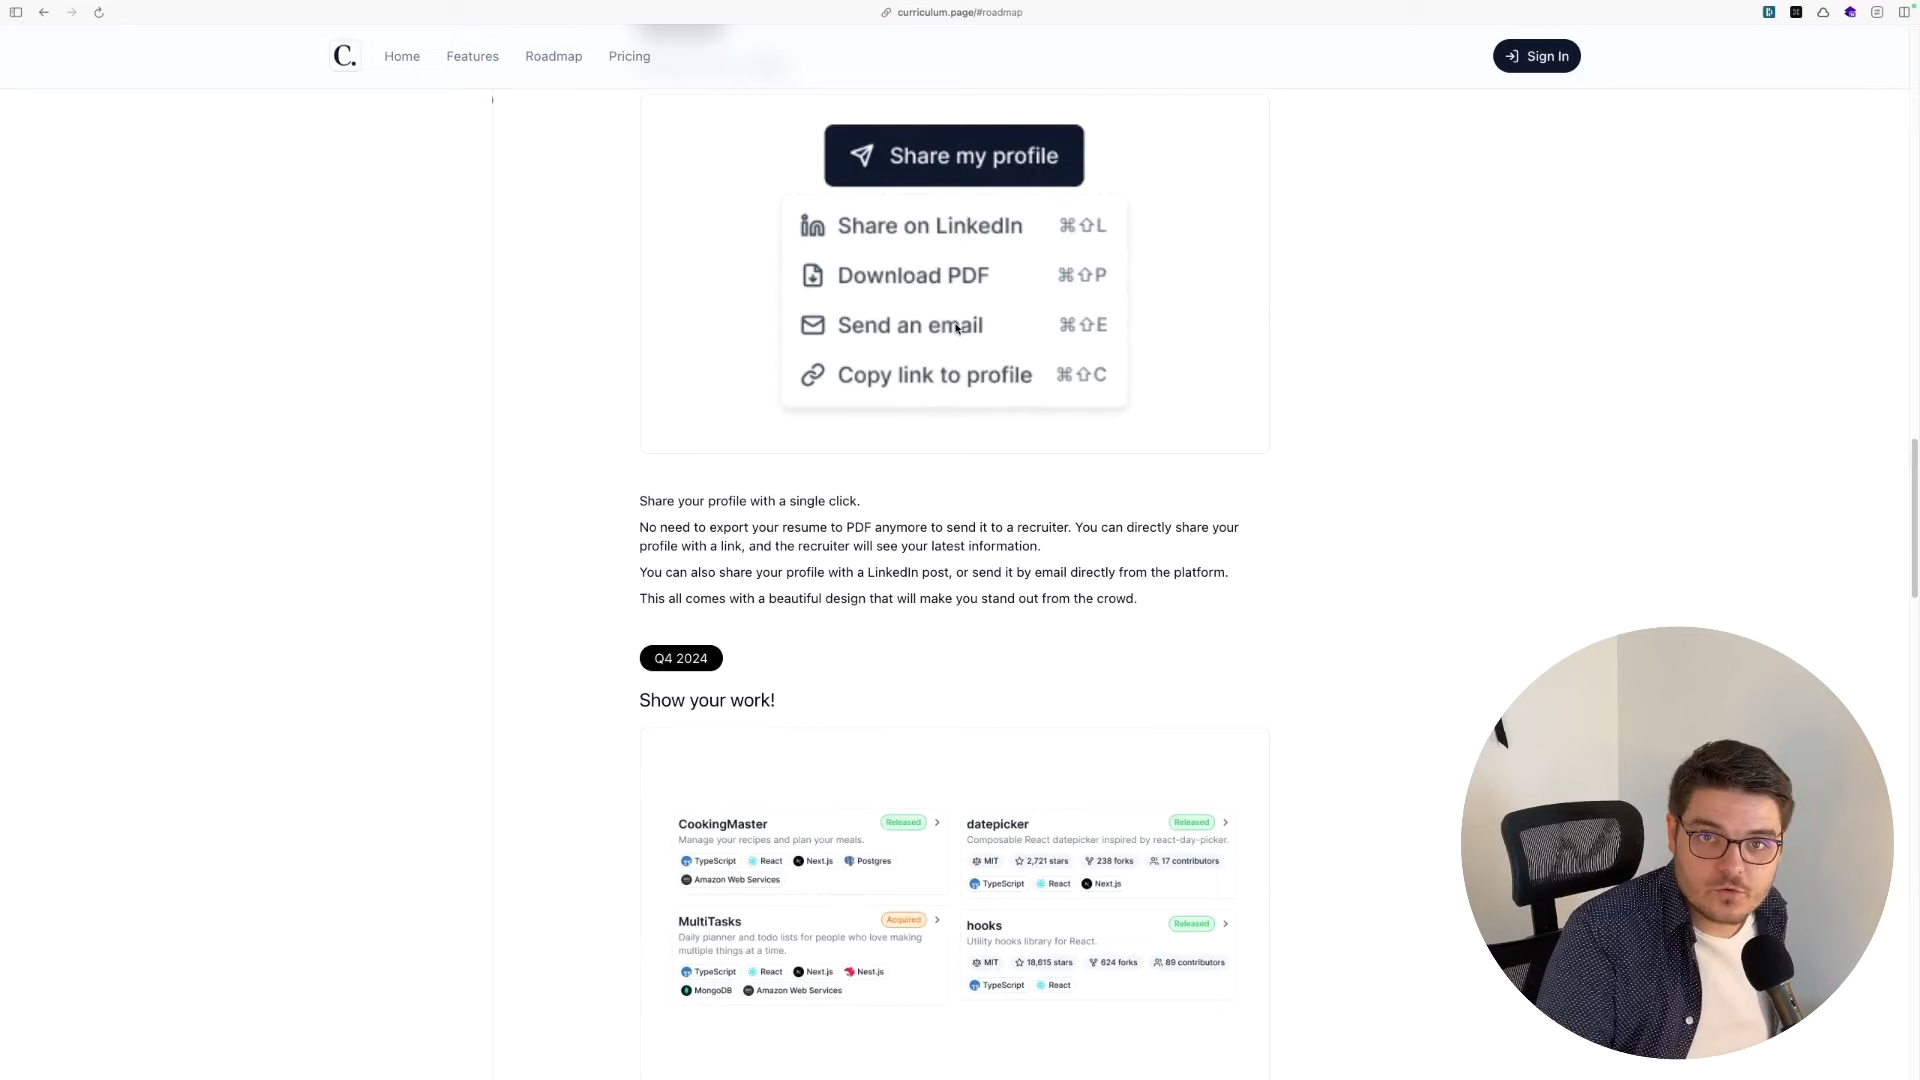 curriculum.page/#roadmap
C. Home Features Roadmap Pricing Sign In
Share my profile
Share on LinkedIn ⌘⇧L
Download PDF ⌘⇧P
Send an email ⌘⇧E
Copy link to profile ⌘⇧C
Share your profile with a single click.
No need to export your resume to PDF anymore to send it to a recruiter. You can directly share your
profile with a link, and the recruiter will see your latest information.
You can also share your profile with a LinkedIn post, or send it by email directly from the platform.
This all comes with a beautiful design that will make you stand out from the crowd.
Q4 2024
Show your work!
CookingMaster Released
Manage your recipes and plan your meals.
TypeScript React Next.js Postgres
Amazon Web Services
MultiTasks Acquired
Daily planner and todo lists for people who love making
multiple things at a time.
TypeScript React Next.js Nest.js
MongoDB Amazon Web Services
datepicker Released
Composable React datepicker inspired by react-day-picker.
MIT 2,721 stars 238 forks 17 contributors
TypeScript React Next.js
hooks Released
Utility hooks library for React.
MIT 18,615 stars 624 forks 89 contributors
TypeScript React